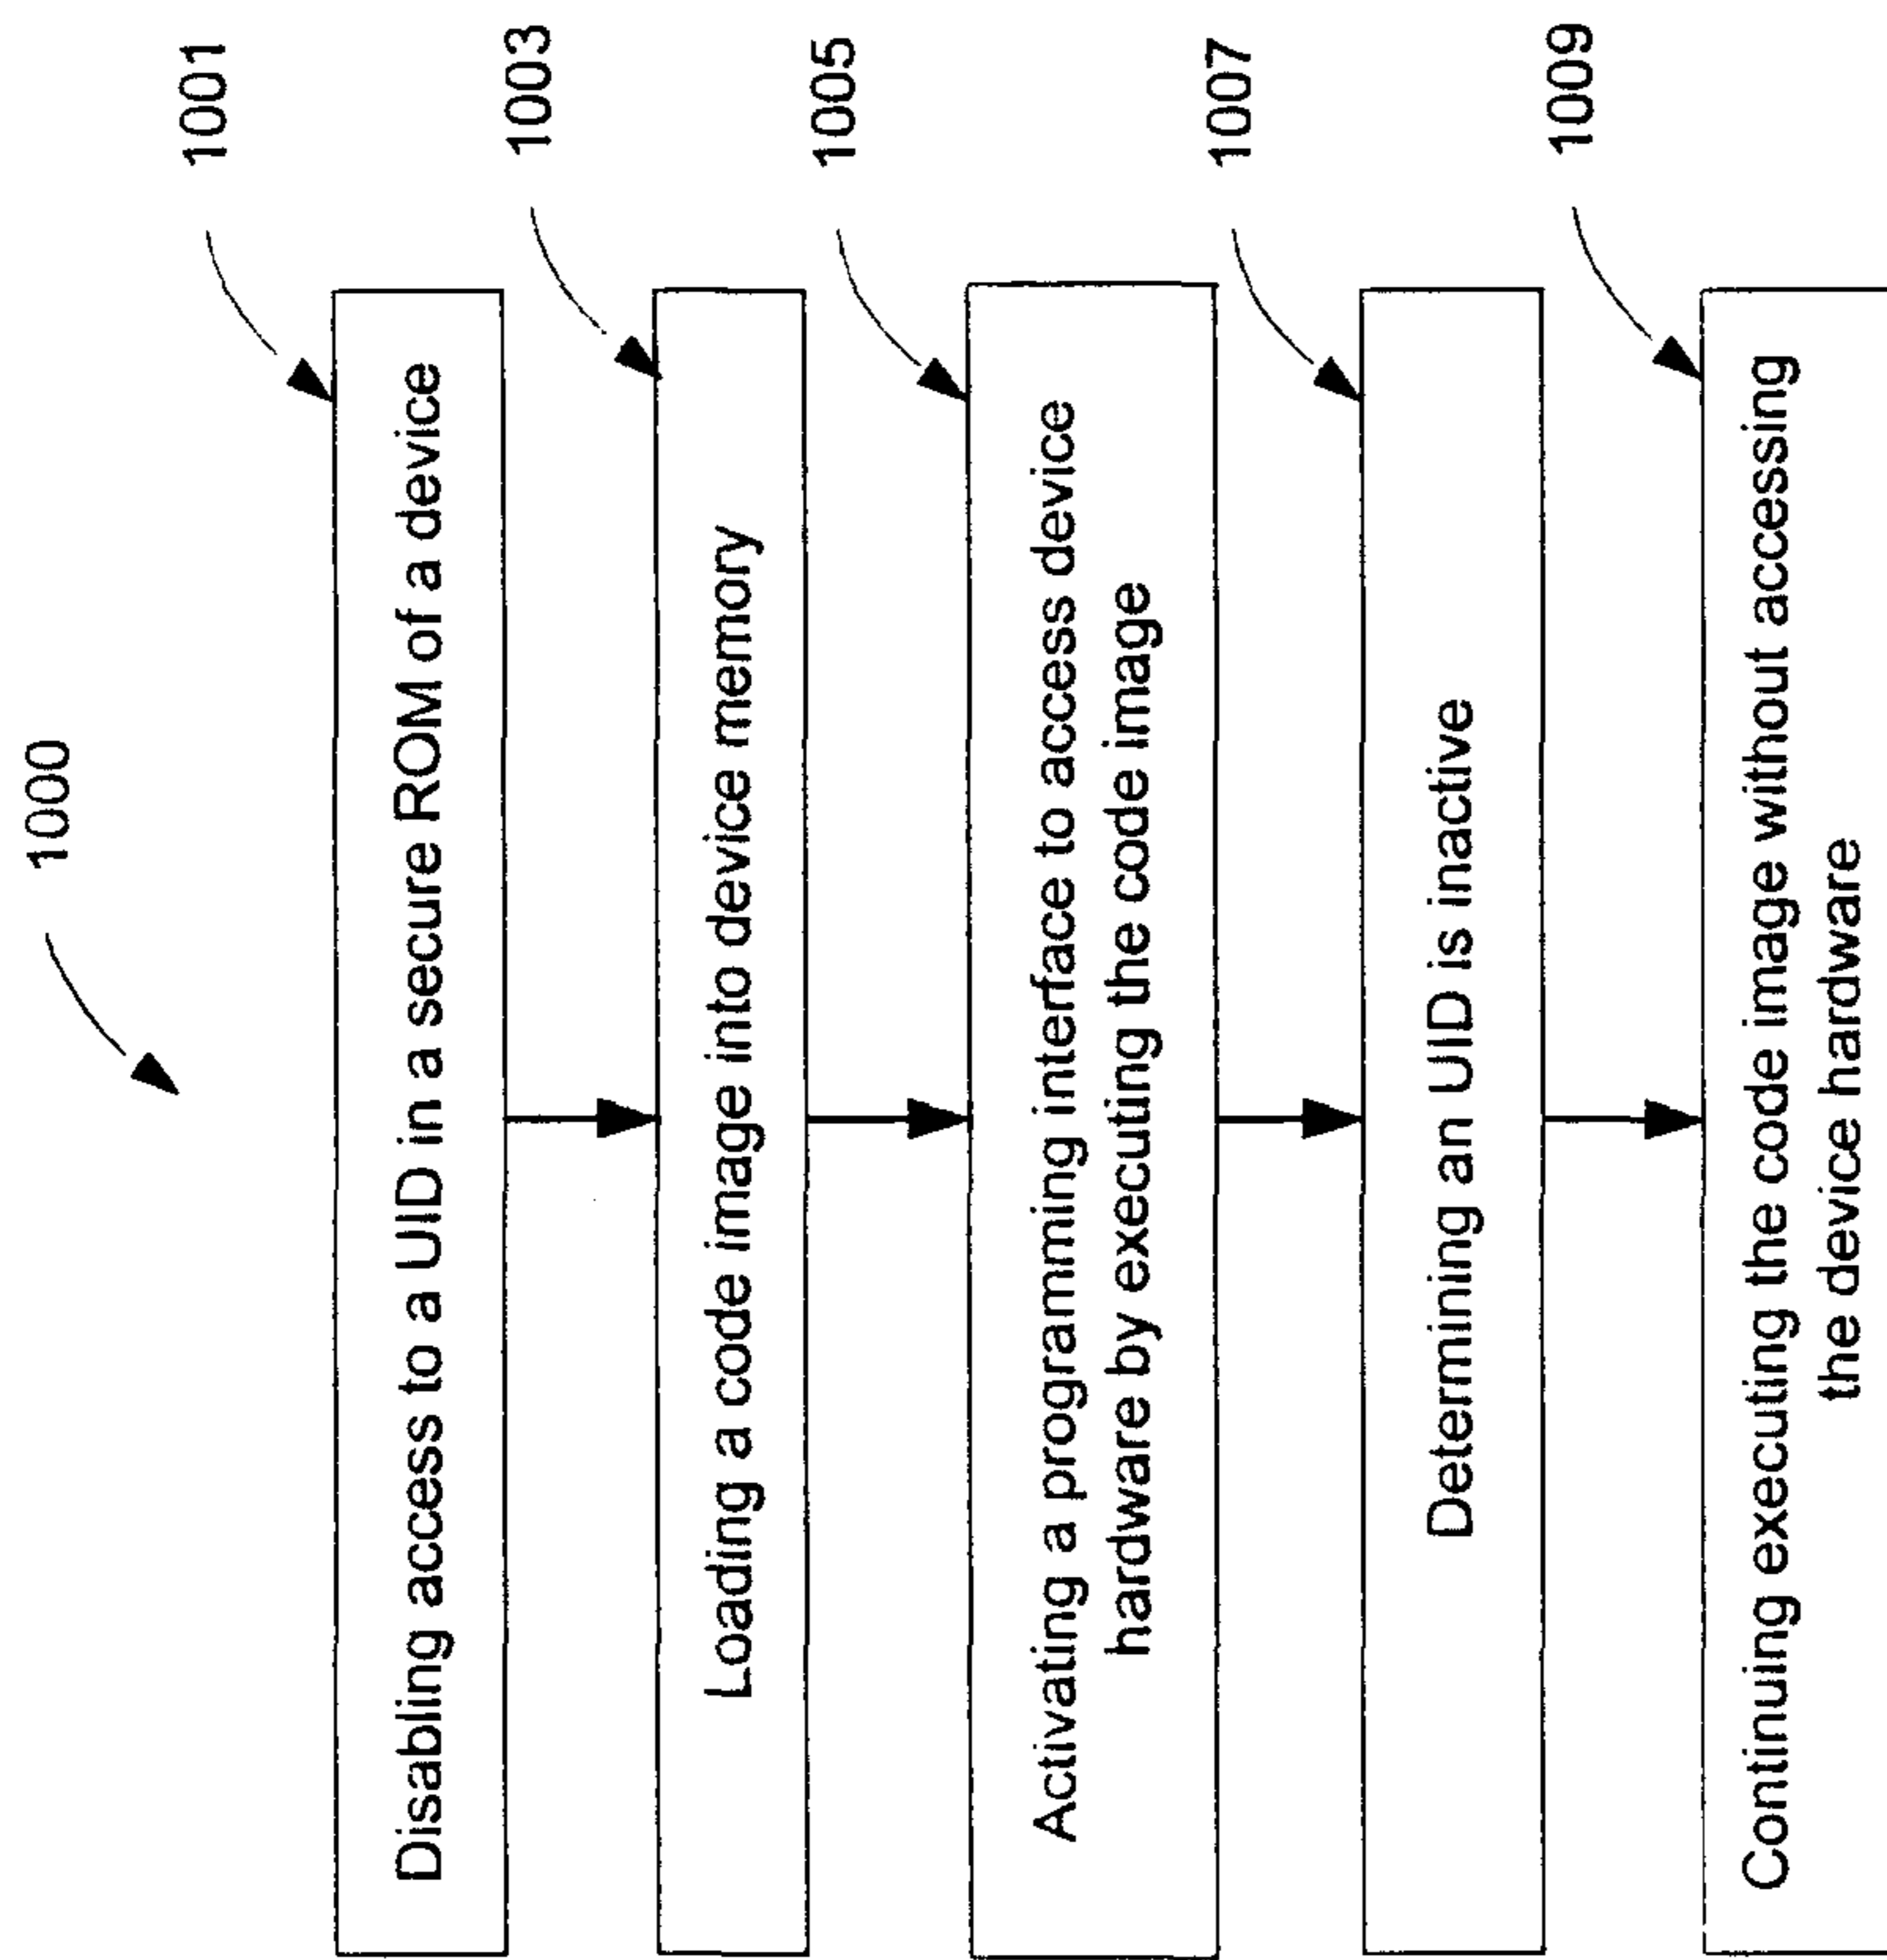 1000
1001
Disabling access to a UID in a secure ROM of a device
1003
Loading a code image into device memory
1005
Activating a programming interface to access device
hardware by executing the code image
1007
Determining an UID is inactive
1009
Continuing executing the code image without accessing
the device hardware